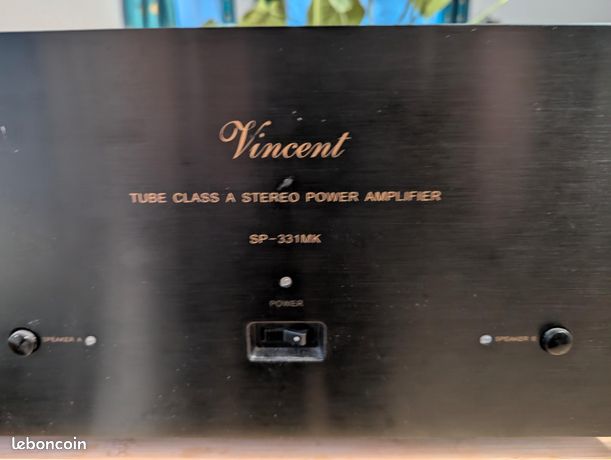 Vincent
TUBE CLASS A STEREO POWER AMPLIFIER
SP-331MK
POWER
SPEAKER A
SPEAKER B
leboncoin